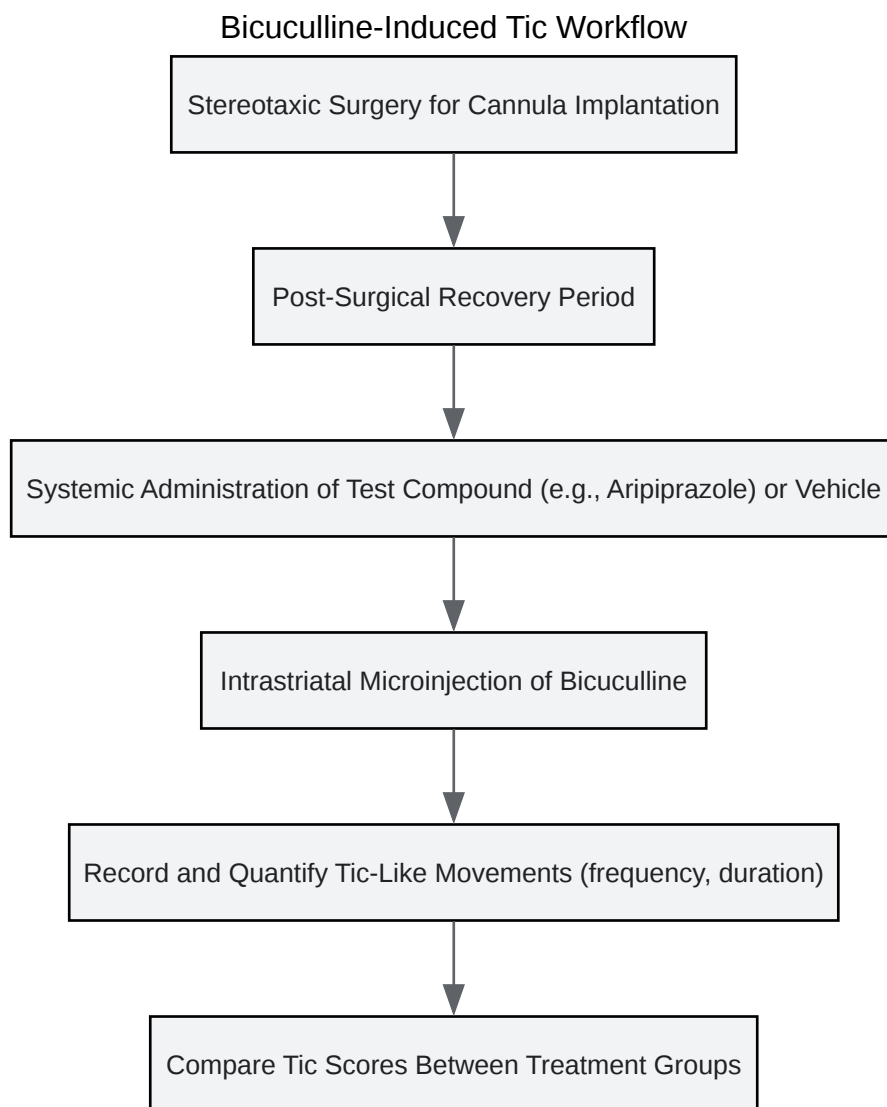 Bicuculline-Induced Tic Workflow
Stereotaxic Surgery for Cannula Implantation
Post-Surgical Recovery Period
Systemic Administration of Test Compound (e.g., Aripiprazole) or Vehicle
Intrastriatal Microinjection of Bicuculline
Record and Quantify Tic-Like Movements (frequency, duration)
Compare Tic Scores Between Treatment Groups